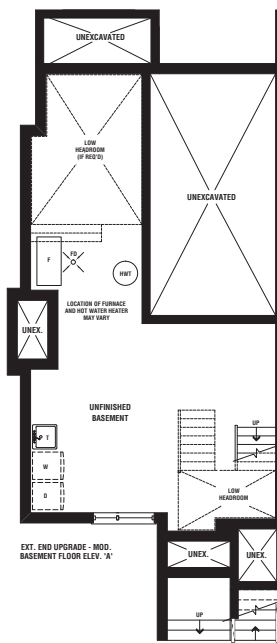 UNEXCAVATED
LOW
HEADROOM
(IF REQ'D)
UNEXCAVATED
F
FD
HWT
LOCATION OF FURNACE
AND HOT WATER HEATER
MAY VARY
UNEX.
UNFINISHED
BASEMENT
UP
T
W
D
LOW
HEADROOM
UNEX.
UNEX.
EXT. END UPGRADE - MOD.
BASEMENT FLOOR ELEV. 'A'
UP